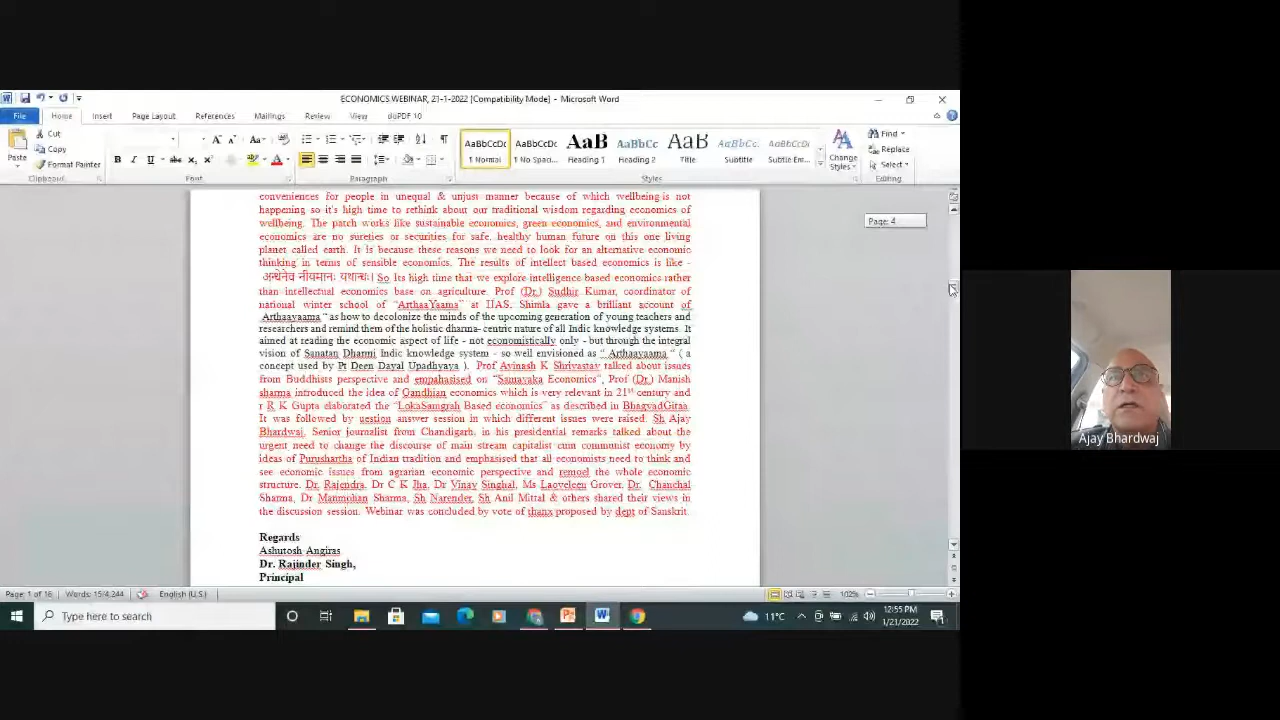 ECONOMICS WEBINAR, 21-1-2022 [Compatibility Mode] - Microsoft Word
File Home Insert Page Layout References Mailings Review View doPDF 10
Cut
Copy
Format Painter
Paste
Clipboard
Font
Paragraph
AaBbCcDc AaBbCcDc AaB AaBbCc AaB AaBbCc. AaBbCcDc
1 Normal 1 No Spac... Heading 1 Heading 2 Title Subtitle Subtle Em...
Styles
Change Styles
Find
Replace
Select
Editing
Page: 4
conveniences for people in unequal & unjust manner because of which wellbeing is not
happening so it's high time to rethink about our traditional wisdom regarding economics of
wellbeing. The patch works like sustainable economics, green economics, and environmental
economics are no sureties or securities for safe, healthy human future on this one living
planet called earth. It is because these reasons we need to look for an alternative economic
thinking in terms of sensible economics. The results of intellect based economics is like -
अन्धेनेव नीयमानः यथान्धः। So Its high time that we explore intelligence based economics rather
than intellectual economics base on agriculture. Prof (Dr.) Sudhir Kumar, coordinator of
national winter school of "ArthaaYaama" at IIAS, Shimla gave a brilliant account of
Arthaayaama " as how to decolonize the minds of the upcoming generation of young teachers and
researchers and remind them of the holistic dharma- centric nature of all Indic knowledge systems. It
aimed at reading the economic aspect of life - not economistically only - but through the integral
vision of Sanatan Dharmi Indic knowledge system - so well envisioned as " Arthaayaama " ( a
concept used by Pt Deen Dayal Upadhyaya ). Prof Avinash K Shrivastav talked about issues
from Buddhists perspective and empahasised on "Samayaka Economics", Prof (Dr.) Manish
sharma introduced the idea of Gandhian economics which is very relevant in 21st century and
r R K Gupta elaborated the "LokaSamgrah Based economics" as described in BhagvadGitaa.
It was followed by uestion answer session in which different issues were raised. Sh Ajay
Bhardwaj, Senior journalist from Chandigarh, in his presidential remarks talked about the
urgent need to change the discourse of main stream capitalist cum communist economy by
ideas of Purushartha of Indian tradition and emphasised that all economists need to think and
see economic issues from agrarian economic perspective and remoel the whole economic
structure. Dr. Rajendra, Dr C K Jha, Dr Vinay Singhal, Ms Laoveleen Grover, Dr. Chanchal
Sharma, Dr Manmohan Sharma, Sh Narender, Sh Anil Mittal & others shared their views in
the discussion session. Webinar was concluded by vote of thanx proposed by dept of Sanskrit.
Regards
Ashutosh Angiras
Dr. Rajinder Singh,
Principal
Page: 1 of 16 Words: 15/4,244 English (U.S.) 102%
Type here to search
11°C
12:55 PM
1/21/2022
Ajay Bhardwaj